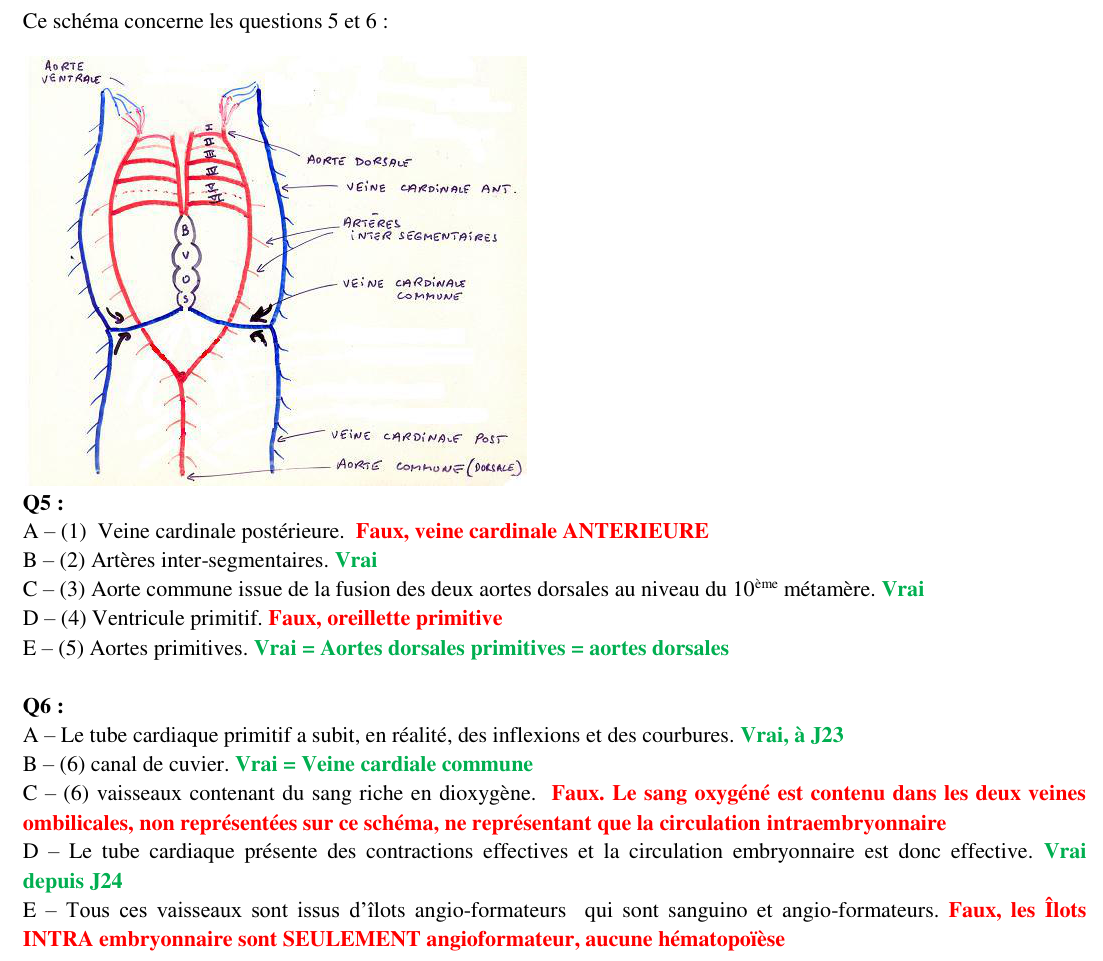 Ce schéma concerne les questions 5 et 6 :
AORTE
VENTRALE
AORTE DORSALE
VEINE CARDINALE ANT.
ARTÈRES
INTER SEGMENTAIRES
B
V
O
S
VEINE CARDINALE
COMMUNE
VEINE CARDINALE POST
AORTE COMMUNE (DORSALE)
Q5 :
A – (1) Veine cardinale postérieure. Faux, veine cardinale ANTERIEURE
B – (2) Artères inter-segmentaires. Vrai
C – (3) Aorte commune issue de la fusion des deux aortes dorsales au niveau du 10ème métamère. Vrai
D – (4) Ventricule primitif. Faux, oreillette primitive
E – (5) Aortes primitives. Vrai = Aortes dorsales primitives = aortes dorsales
Q6 :
A – Le tube cardiaque primitif a subit, en réalité, des inflexions et des courbures. Vrai, à J23
B – (6) canal de cuvier. Vrai = Veine cardiale commune
C – (6) vaisseaux contenant du sang riche en dioxygène. Faux. Le sang oxygéné est contenu dans les deux veines
ombilicales, non représentées sur ce schéma, ne représentant que la circulation intraembryonnaire
D – Le tube cardiaque présente des contractions effectives et la circulation embryonnaire est donc effective. Vrai
depuis J24
E – Tous ces vaisseaux sont issus d'îlots angio-formateurs qui sont sanguino et angio-formateurs. Faux, les Îlots
INTRA embryonnaire sont SEULEMENT angioformateur, aucune hématopoïèse